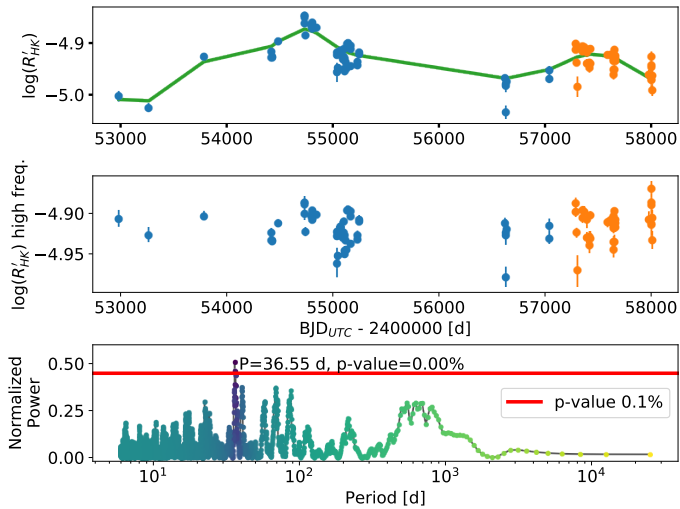 log(R'HK)
−4.9
−5.0
53000 54000 55000 56000 57000 58000
log(R'HK) high freq.
−4.90
−4.95
53000 54000 55000 56000 57000 58000
BJDUTC - 2400000 [d]
Normalized
Power
0.50
0.25
0.00
P=36.55 d, p-value=0.00%
p-value 0.1%
10¹ 10² 10³ 10⁴
Period [d]